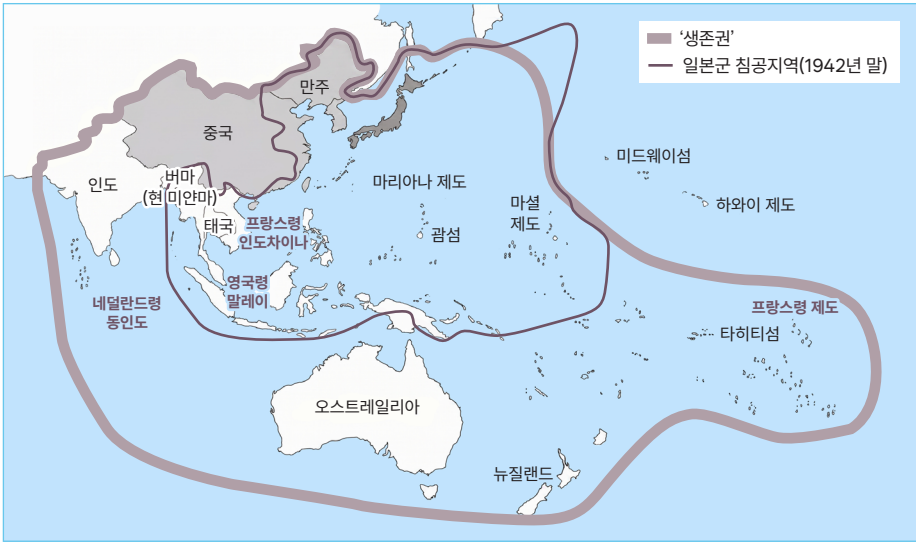 ‘생존권’
일본군 침공지역(1942년 말)
만주
중국
인도
버마
(현 미얀마)
태국
프랑스령
인도차이나
영국령
말레이
네덜란드령
동인도
마리아나 제도
괌섬
마셜
제도
미드웨이섬
하와이 제도
프랑스령 제도
타히티섬
오스트레일리아
뉴질랜드